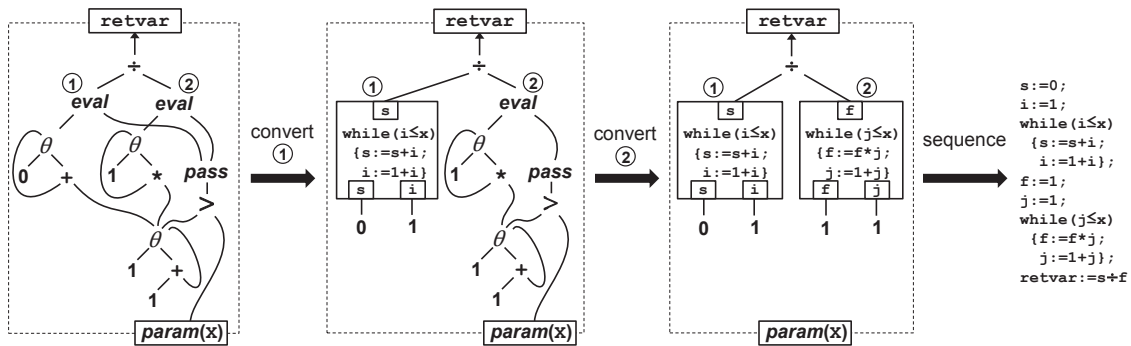 retvar
÷
① ②
eval eval
θ θ
0 + 1 * pass
>
θ
1 +
1
param(x)
convert
①
retvar
÷
① ②
s
while(i≤x)
{s:=s+i;
i:=1+i}
s i
0 1
eval
θ
1 * pass
>
θ
1 +
1
param(x)
convert
②
retvar
÷
① ②
s
while(i≤x)
{s:=s+i;
i:=1+i}
s i
0 1
f
while(j≤x)
{f:=f*j;
j:=1+j}
f j
1 1
param(x)
sequence
s:=0;
i:=1;
while(i≤x)
{s:=s+i;
i:=1+i};
f:=1;
j:=1;
while(j≤x)
{f:=f*j;
j:=1+j};
retvar:=s÷f